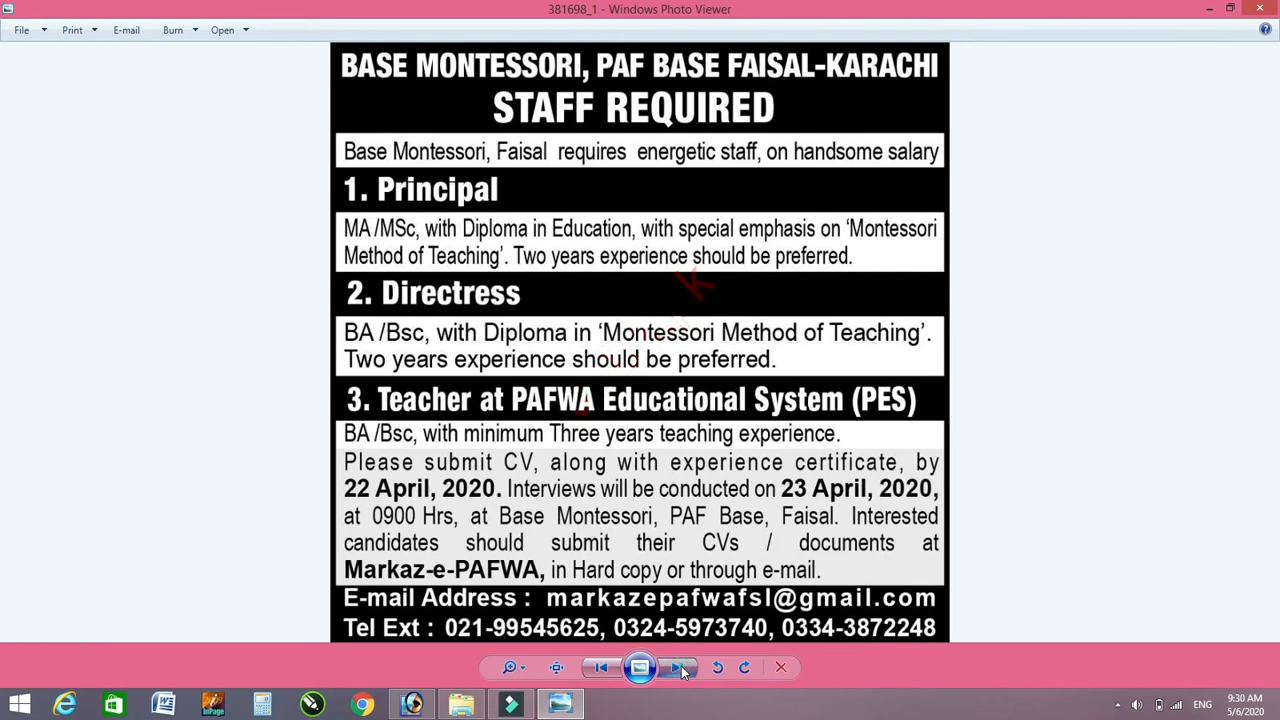 381698_1 - Windows Photo Viewer
File Print E-mail Burn Open
BASE MONTESSORI, PAF BASE FAISAL-KARACHI
STAFF REQUIRED
Base Montessori, Faisal requires energetic staff, on handsome salary
1. Principal
MA /MSc, with Diploma in Education, with special emphasis on ‘Montessori
Method of Teaching’. Two years experience should be preferred.
2. Directress
BA /Bsc, with Diploma in ‘Montessori Method of Teaching’.
Two years experience should be preferred.
3. Teacher at PAFWA Educational System (PES)
BA /Bsc, with minimum Three years teaching experience.
Please submit CV, along with experience certificate, by
22 April, 2020. Interviews will be conducted on 23 April, 2020,
at 0900 Hrs, at Base Montessori, PAF Base, Faisal. Interested
candidates should submit their CVs / documents at
Markaz-e-PAFWA, in Hard copy or through e-mail.
E-mail Address : markazepafwafsl@gmail.com
Tel Ext : 021-99545625, 0324-5973740, 0334-3872248
ENG
9:30 AM
5/6/2020